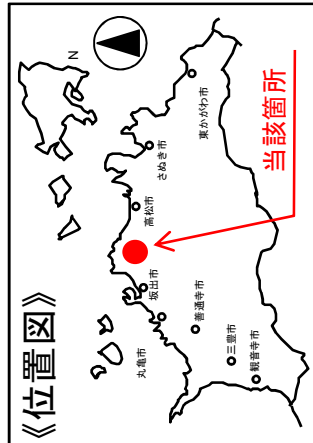 《位置図》
N
東かがわ市
さぬき市
高松市
坂出市
丸亀市
善通寺市
三豊市
観音寺市
当該箇所